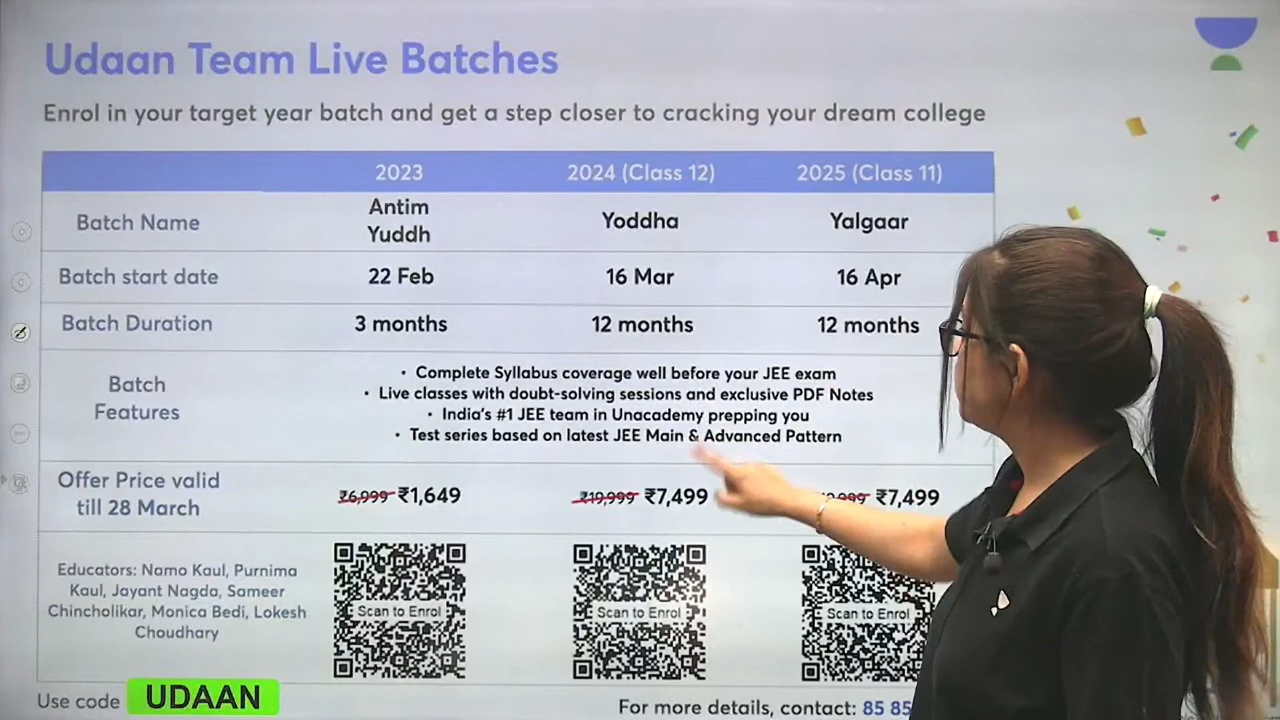 Udaan Team Live Batches
Enrol in your target year batch and get a step closer to cracking your dream college
2023 2024 (Class 12) 2025 (Class 11)
Batch Name Antim Yuddh Yoddha Yalgaar
Batch start date 22 Feb 16 Mar 16 Apr
Batch Duration 3 months 12 months 12 months
Batch
Features
• Complete Syllabus coverage well before your JEE exam
• Live classes with doubt-solving sessions and exclusive PDF Notes
• India's #1 JEE team in Unacademy prepping you
• Test series based on latest JEE Main & Advanced Pattern
Offer Price valid
till 28 March
₹6,999 ₹1,649 ₹19,999 ₹7,499 ₹7,499
Educators: Namo Kaul, Purnima
Kaul, Jayant Nagda, Sameer
Chincholikar, Monica Bedi, Lokesh
Choudhary
Scan to Enrol Scan to Enrol Scan to Enrol
Use code UDAAN
For more details, contact: 85 85